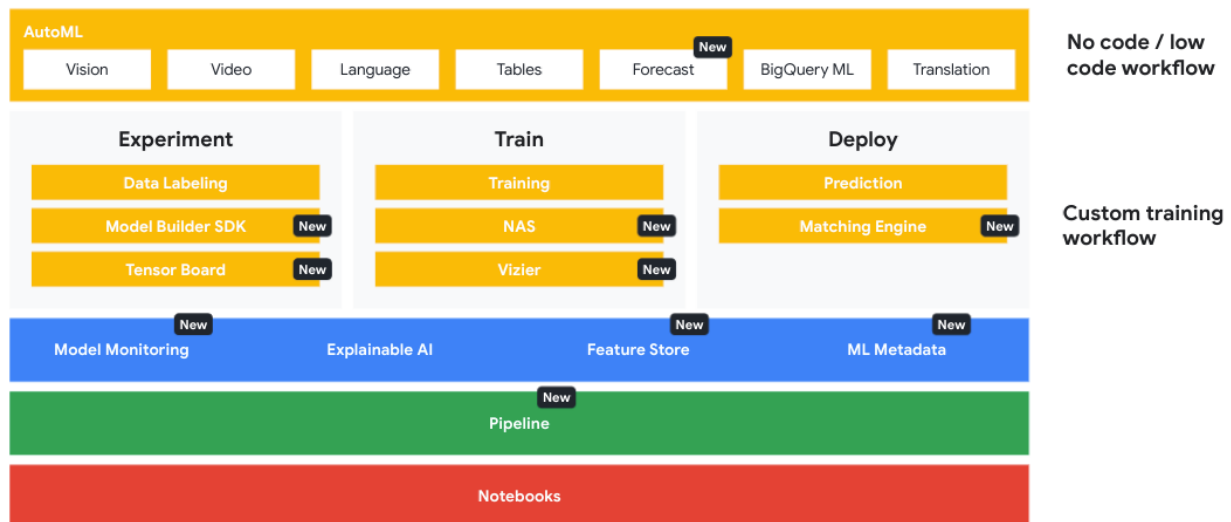 AutoML
New
Vision
Video
Language
Tables
Forecast
BigQuery ML
Translation
No code / low
code workflow
Experiment
Data Labeling
Model Builder SDK
New
Tensor Board
New
Train
Training
NAS
New
Vizier
New
Deploy
Prediction
Matching Engine
New
Custom training
workflow
New
Model Monitoring
Explainable AI
New
Feature Store
New
ML Metadata
New
Pipeline
Notebooks